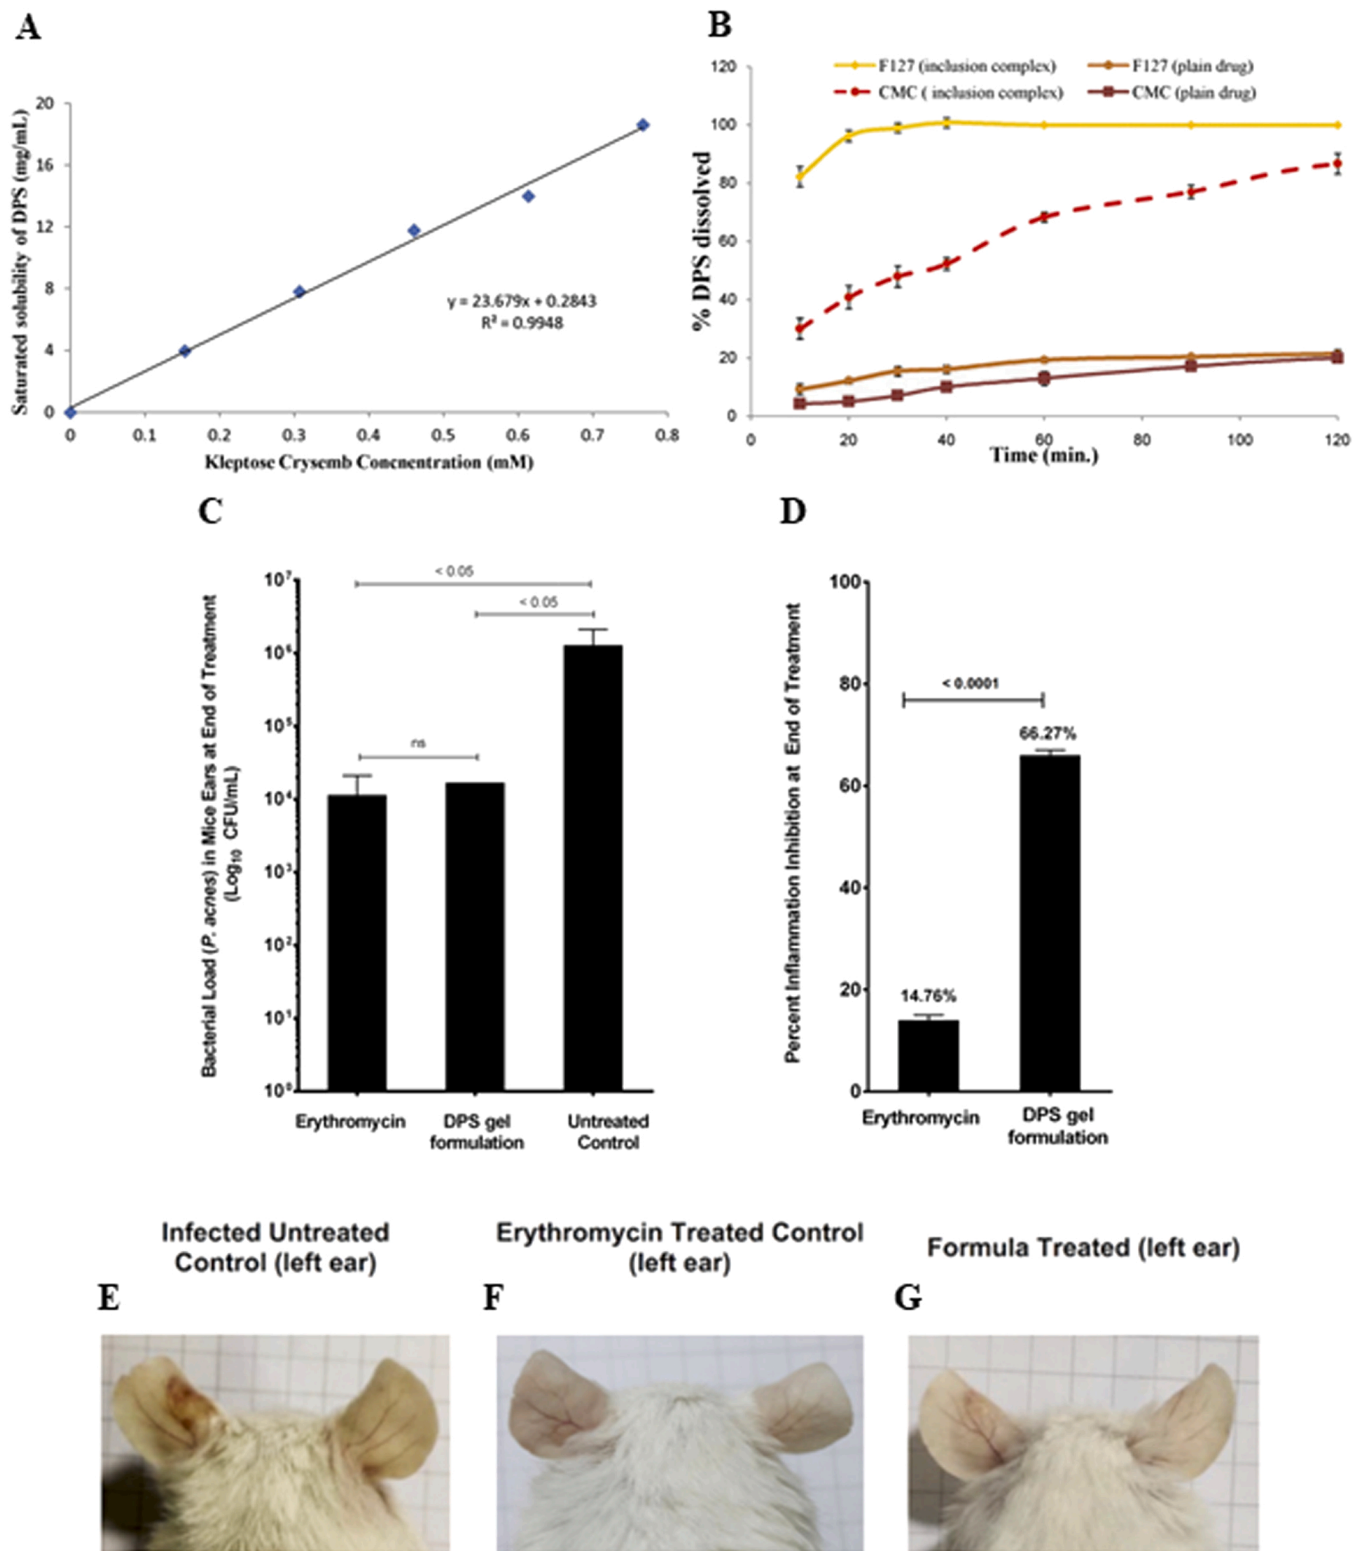 A
Saturated solubility of DPS (mg/mL)
20
16
12
8
4
0
y = 23.679x + 0.2843
R² = 0.9948
0 0.1 0.2 0.3 0.4 0.5 0.6 0.7 0.8
Kleptose Crysemb Concnentration (mM)
B
F127 (inclusion complex)
F127 (plain drug)
CMC ( inclusion complex)
CMC (plain drug)
% DPS dissolved
120
100
80
60
40
20
0
0 20 40 60 80 100 120
Time (min.)
C
Bacterial Load (P. acnes) in Mice Ears at End of Treatment
(Log₁₀ CFU/mL)
10⁷
10⁶
10⁵
10⁴
10³
10²
10¹
10⁰
< 0.05
< 0.05
ns
Erythromycin
DPS gel
formulation
Untreated
Control
D
Percent Inflammation Inhibition at End of Treatment
100
80
60
40
20
0
< 0.0001
66.27%
14.76%
Erythromycin
DPS gel
formulation
Infected Untreated
Control (left ear)
Erythromycin Treated Control
(left ear)
Formula Treated (left ear)
E
F
G